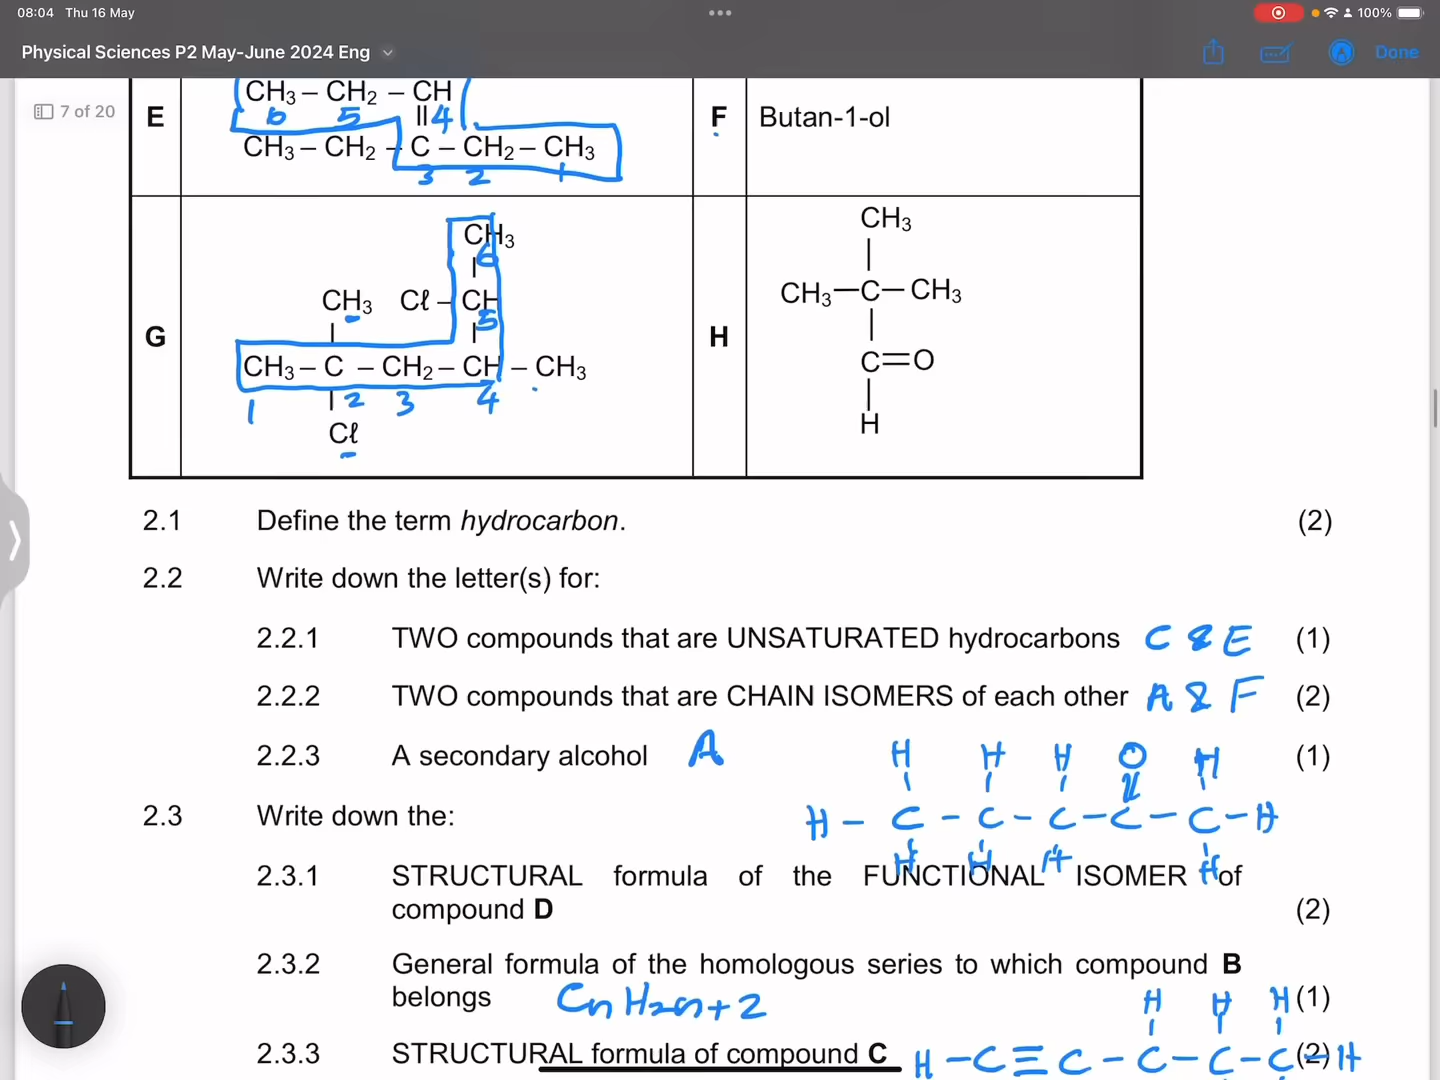 08:04 Thu 16 May 100%
Physical Sciences P2 May-June 2024 Eng Done
7 of 20
E
CH₃ – CH₂ – CH
6 5 4
CH₃ – CH₂ – C – CH₂ – CH₃
3 2 1
F Butan-1-ol
G
CH₃
6
CH₃ Cℓ – CH
5
CH₃ – C – CH₂ – CH – CH₃
1 2 3 4
Cℓ
H
CH₃
CH₃ – C – CH₃
C=O
H
2.1 Define the term hydrocarbon. (2)
2.2 Write down the letter(s) for:
2.2.1 TWO compounds that are UNSATURATED hydrocarbons C & E (1)
2.2.2 TWO compounds that are CHAIN ISOMERS of each other A & F (2)
2.2.3 A secondary alcohol A (1)
H H H O H
2.3 Write down the:
H – C – C – C – C – C – H
H H H H
2.3.1 STRUCTURAL formula of the FUNCTIONAL ISOMER of
compound D (2)
2.3.2 General formula of the homologous series to which compound B
belongs CnH2n+2 (1)
H H H
2.3.3 STRUCTURAL formula of compound C (2)
H – C ≡ C – C – C – C – H